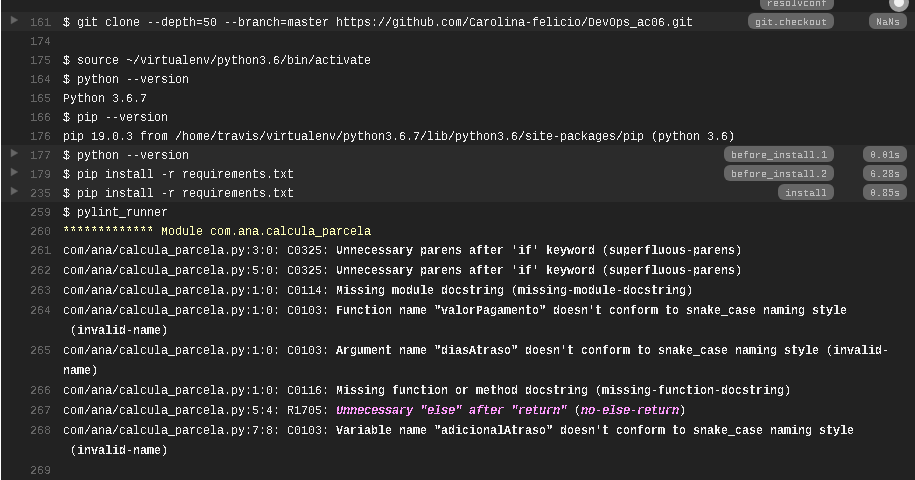 resolvconf
161 $ git clone --depth=50 --branch=master https://github.com/Carolina-felicio/DevOps_ac06.git git.checkout NaNs
174
175 $ source ~/virtualenv/python3.6/bin/activate
164 $ python --version
165 Python 3.6.7
166 $ pip --version
176 pip 19.0.3 from /home/travis/virtualenv/python3.6.7/lib/python3.6/site-packages/pip (python 3.6)
177 $ python --version before_install.1 0.01s
179 $ pip install -r requirements.txt before_install.2 6.28s
235 $ pip install -r requirements.txt install 0.85s
259 $ pylint_runner
260 ************* Module com.ana.calcula_parcela
261 com/ana/calcula_parcela.py:3:0: C0325: Unnecessary parens after 'if' keyword (superfluous-parens)
262 com/ana/calcula_parcela.py:5:0: C0325: Unnecessary parens after 'if' keyword (superfluous-parens)
263 com/ana/calcula_parcela.py:1:0: C0114: Missing module docstring (missing-module-docstring)
264 com/ana/calcula_parcela.py:1:0: C0103: Function name "valorPagamento" doesn't conform to snake_case naming style
(invalid-name)
265 com/ana/calcula_parcela.py:1:0: C0103: Argument name "diasAtraso" doesn't conform to snake_case naming style (invalid-
name)
266 com/ana/calcula_parcela.py:1:0: C0116: Missing function or method docstring (missing-function-docstring)
267 com/ana/calcula_parcela.py:5:4: R1705: Unnecessary "else" after "return" (no-else-return)
268 com/ana/calcula_parcela.py:7:8: C0103: Variable name "adicionalAtraso" doesn't conform to snake_case naming style
(invalid-name)
269